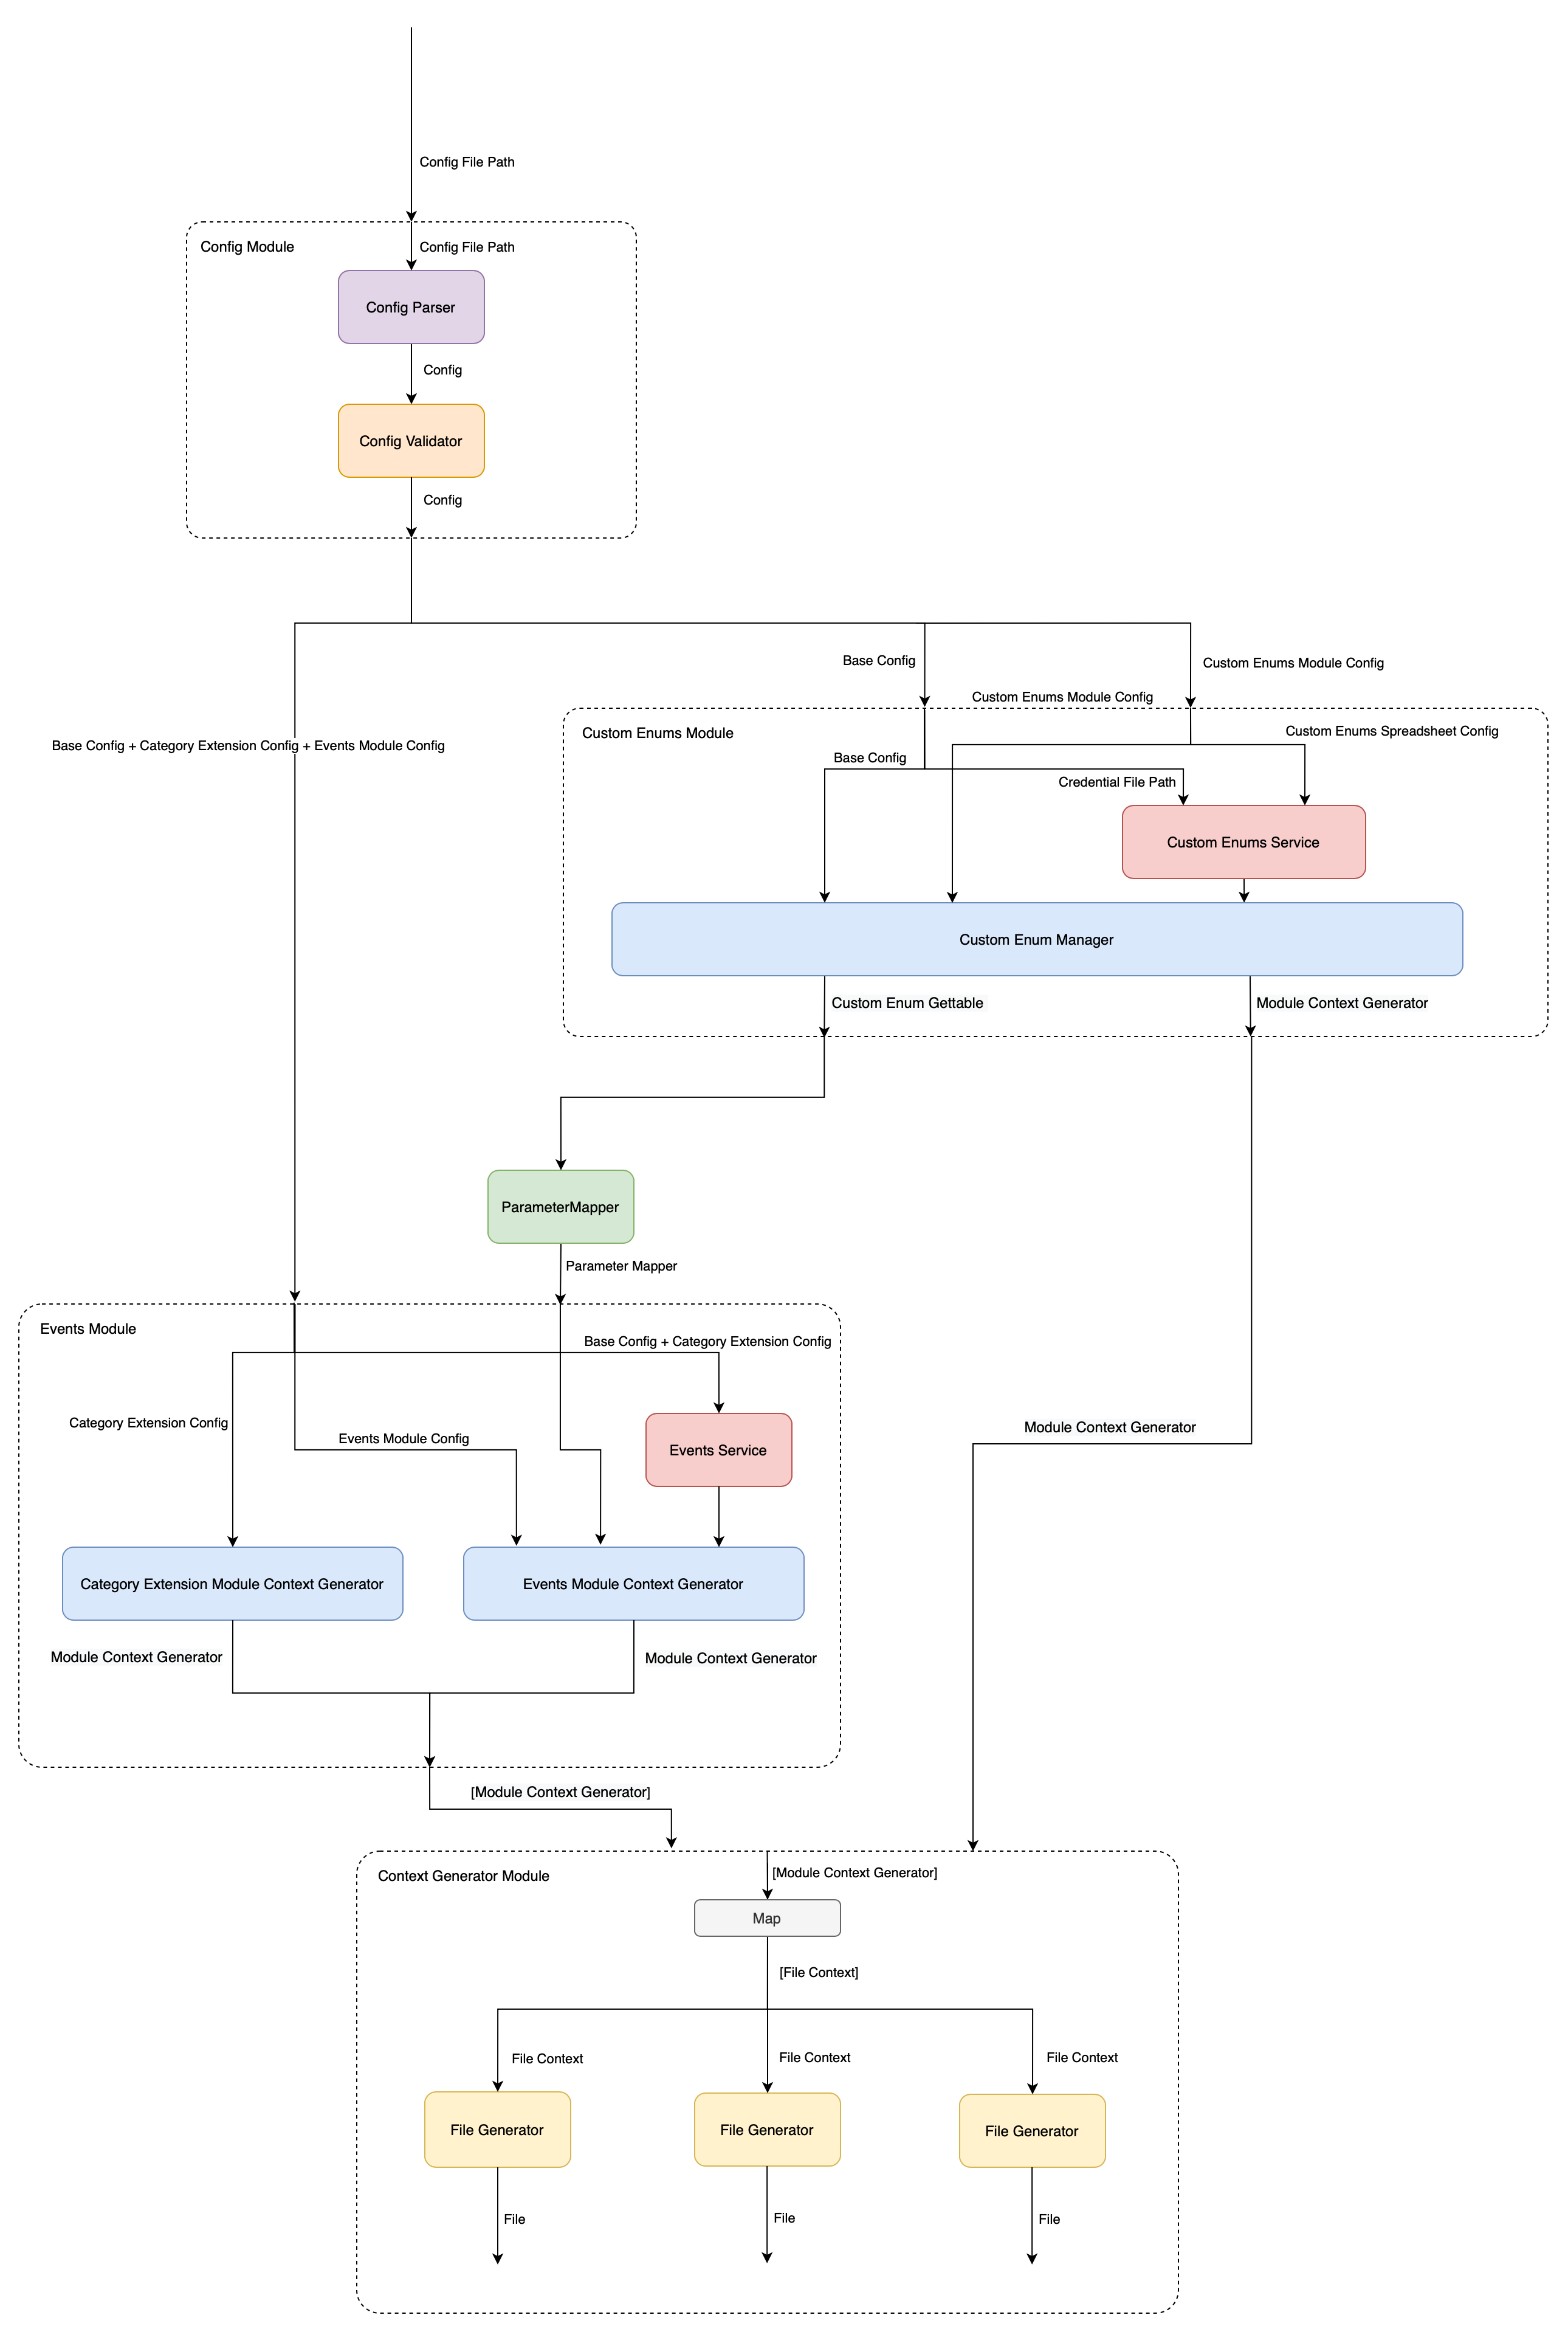 Config File Path
Config Module
Config File Path
Config Parser
Config
Config Validator
Config
Base Config
Custom Enums Module Config
Custom Enums Module Config
Base Config + Category Extension Config + Events Module Config
Custom Enums Module
Custom Enums Spreadsheet Config
Base Config
Credential File Path
Custom Enums Service
Custom Enum Manager
Custom Enum Gettable
Module Context Generator
ParameterMapper
Parameter Mapper
Events Module
Base Config + Category Extension Config
Category Extension Config
Events Module Config
Events Service
Module Context Generator
Category Extension Module Context Generator
Events Module Context Generator
Module Context Generator
Module Context Generator
[Module Context Generator]
Context Generator Module
[Module Context Generator]
Map
[File Context]
File Context
File Context
File Context
File Generator
File Generator
File Generator
File
File
File